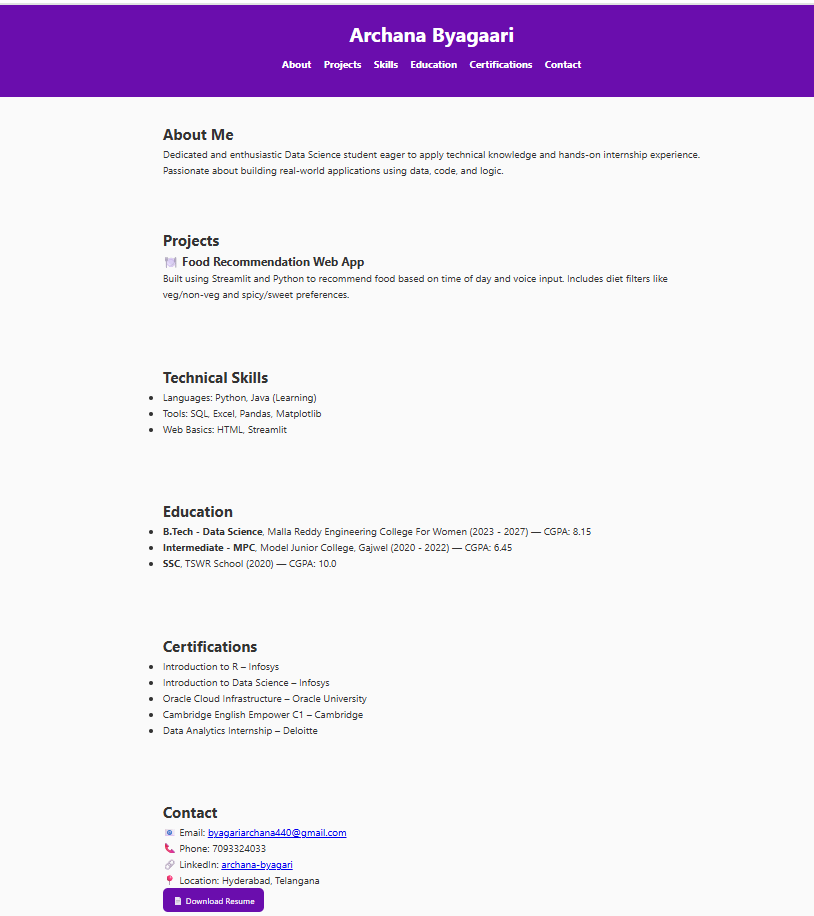 Archana Byagaari
About Projects Skills Education Certifications Contact
About Me
Dedicated and enthusiastic Data Science student eager to apply technical knowledge and hands-on internship experience.
Passionate about building real-world applications using data, code, and logic.
Projects
🍽️ Food Recommendation Web App
Built using Streamlit and Python to recommend food based on time of day and voice input. Includes diet filters like
veg/non-veg and spicy/sweet preferences.
Technical Skills
• Languages: Python, Java (Learning)
• Tools: SQL, Excel, Pandas, Matplotlib
• Web Basics: HTML, Streamlit
Education
• B.Tech - Data Science, Malla Reddy Engineering College For Women (2023 - 2027) — CGPA: 8.15
• Intermediate - MPC, Model Junior College, Gajwel (2020 - 2022) — CGPA: 6.45
• SSC, TSWR School (2020) — CGPA: 10.0
Certifications
• Introduction to R – Infosys
• Introduction to Data Science – Infosys
• Oracle Cloud Infrastructure – Oracle University
• Cambridge English Empower C1 – Cambridge
• Data Analytics Internship – Deloitte
Contact
📧 Email: byagariarchana440@gmail.com
📞 Phone: 7093324033
🔗 LinkedIn: archana-byagari
📍 Location: Hyderabad, Telangana
📄 Download Resume